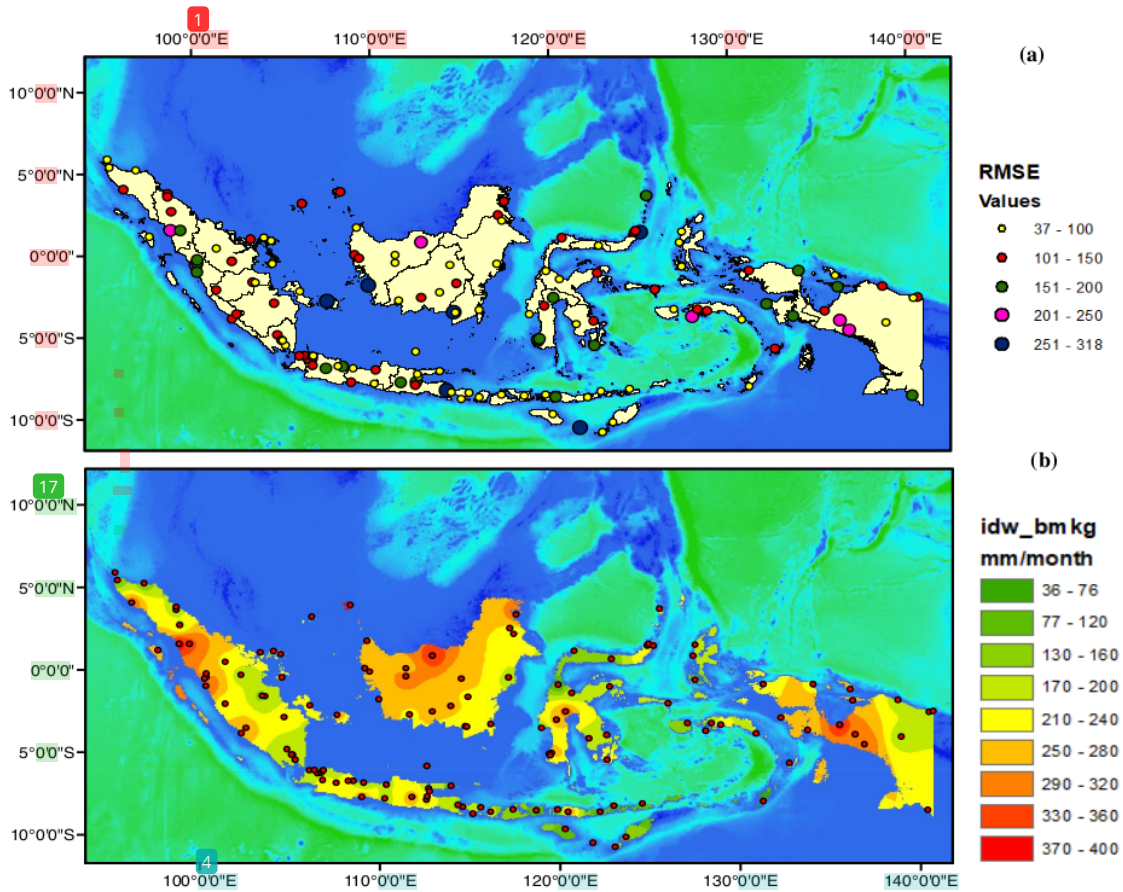 1
100°0'0"E 110°0'0"E 120°0'0"E 130°0'0"E 140°0'0"E
(a)
10°0'0"N
5°0'0"N
0°0'0"
5°0'0"S
10°0'0"S
RMSE
Values
37 - 100
101 - 150
151 - 200
201 - 250
251 - 318
(b)
17
10°0'0"N
5°0'0"N
0°0'0"
5°0'0"S
10°0'0"S
idw_bmkg
mm/month
36 - 76
77 - 120
130 - 160
170 - 200
210 - 240
250 - 280
290 - 320
330 - 360
370 - 400
4
100°0'0"E 110°0'0"E 120°0'0"E 130°0'0"E 140°0'0"E